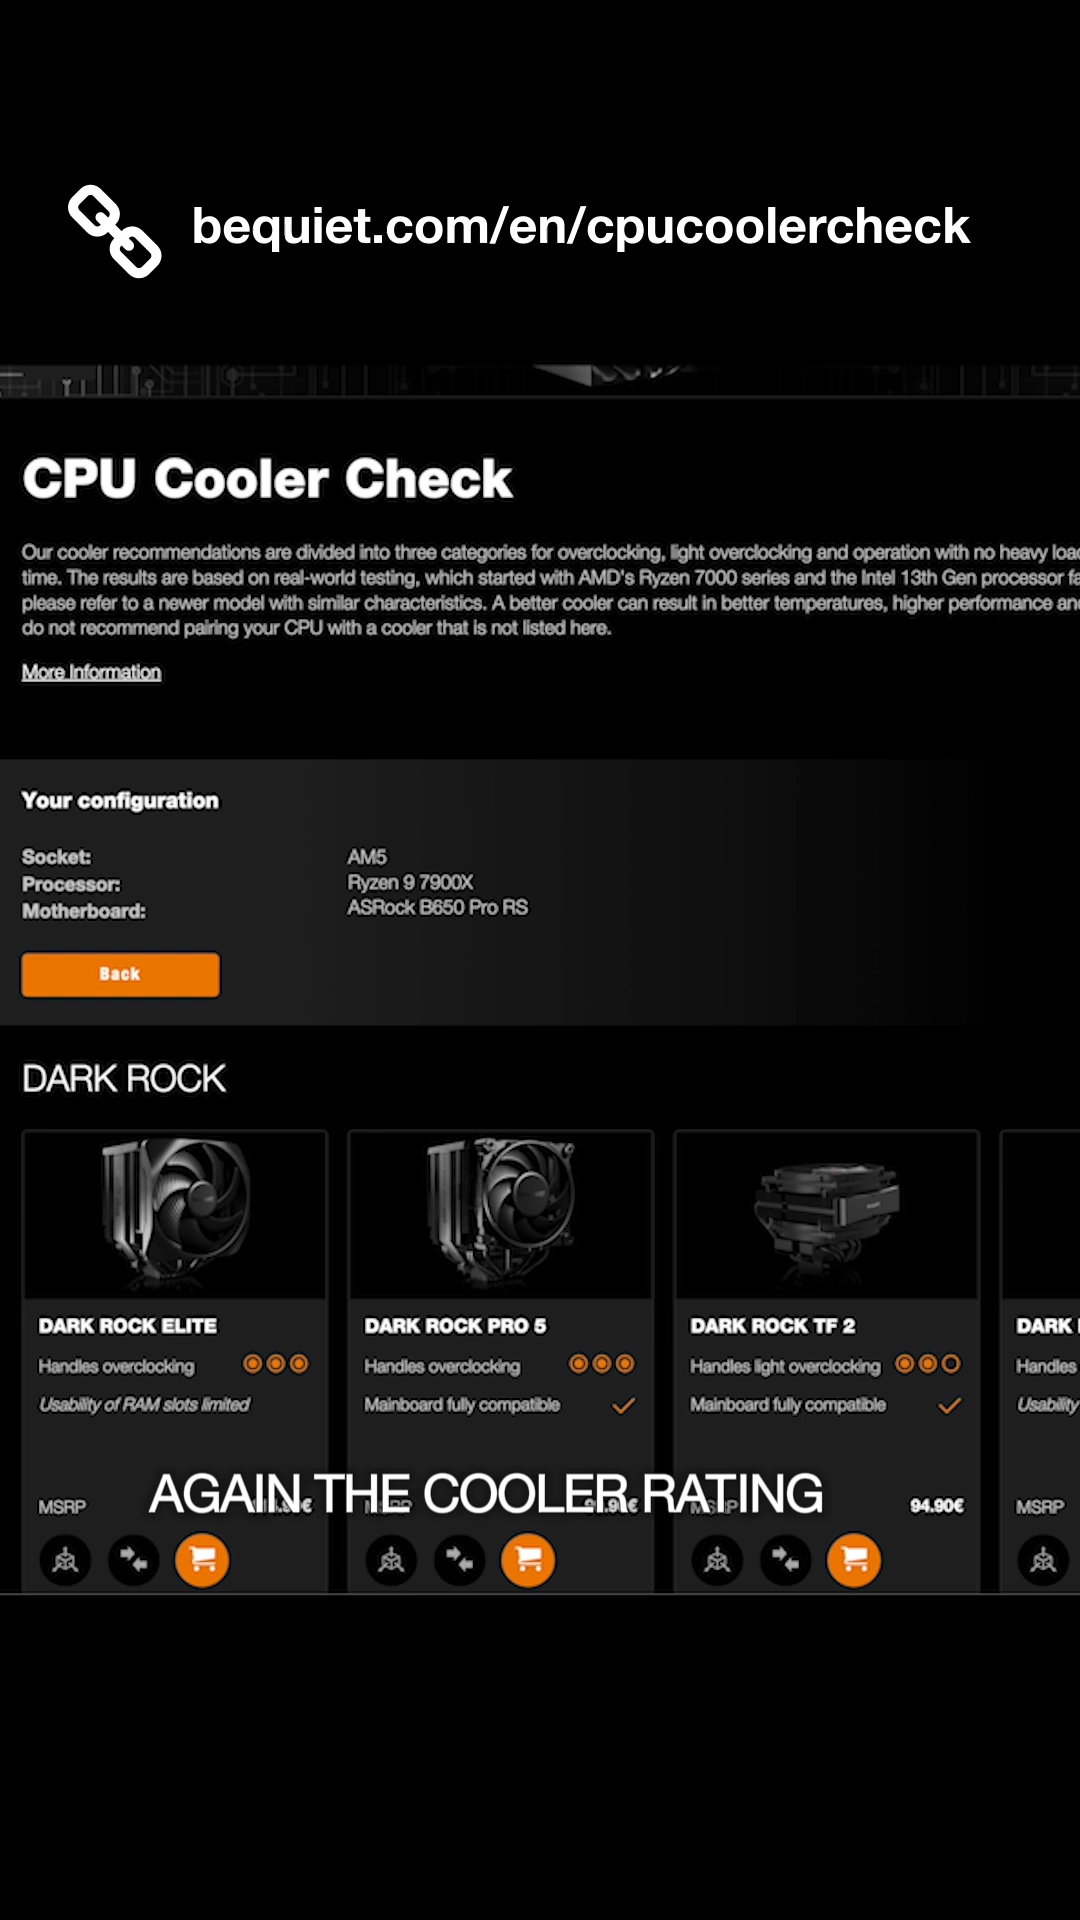 bequiet.com/en/cpucoolercheck
CPU Cooler Check
Our cooler recommendations are divided into three categories for overclocking, light overclocking and operation with no heavy
time. The results are based on real-world testing, which started with AMD's Ryzen 7000 series and the Intel 13th Gen processor
please refer to a newer model with similar characteristics. A better cooler can result in better temperatures, higher performance
do not recommend pairing your CPU with a cooler that is not listed here.
More Information
Your configuration
Socket: AM5
Processor: Ryzen 9 7900X
Motherboard: ASRock B650 Pro RS
Back
DARK ROCK
DARK ROCK ELITE
Handles overclocking
Usability of RAM slots limited
MSRP
DARK ROCK PRO 5
Handles overclocking
Mainboard fully compatible
DARK ROCK TF 2
Handles light overclocking
Mainboard fully compatible
94.90€
DARK
Handles
Usability
MSRP
AGAIN THE COOLER RATING